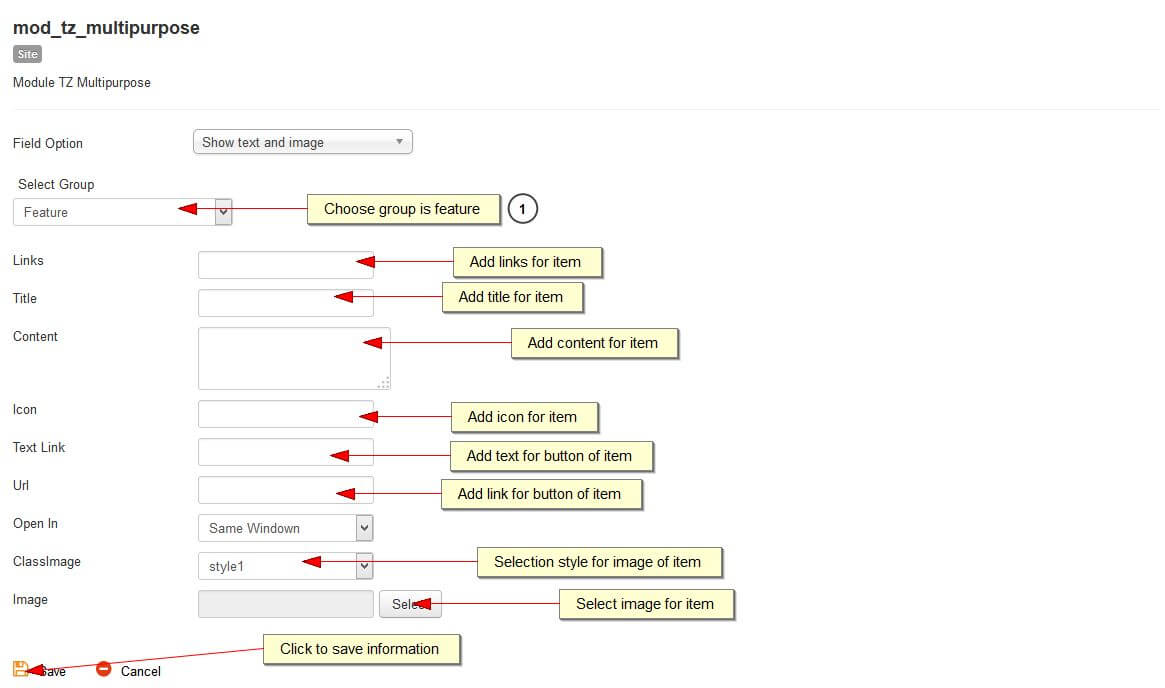 mod_tz_multipurpose
Site
Module TZ Multipurpose
Field Option Show text and image
Select Group
Feature Choose group is feature 1
Links Add links for item
Title Add title for item
Content Add content for item
Icon Add icon for item
Text Link Add text for button of item
Url Add link for button of item
Open In Same Windown
ClassImage style1 Selection style for image of item
Image Select Select image for item
Click to save information
Save Cancel